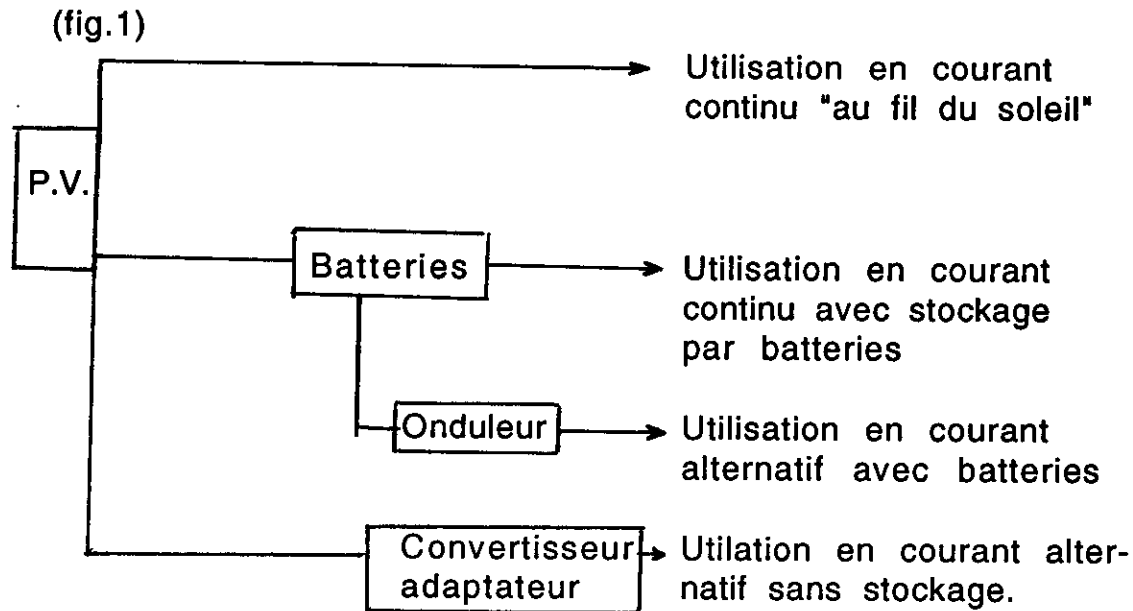 (fig.1)
Utilisation en courant
continu "au fil du soleil"
P.V.
Batteries
Utilisation en courant
continu avec stockage
par batteries
Onduleur
Utilisation en courant
alternatif avec batteries
Convertisseur
adaptateur
Utilation en courant alter-
natif sans stockage.